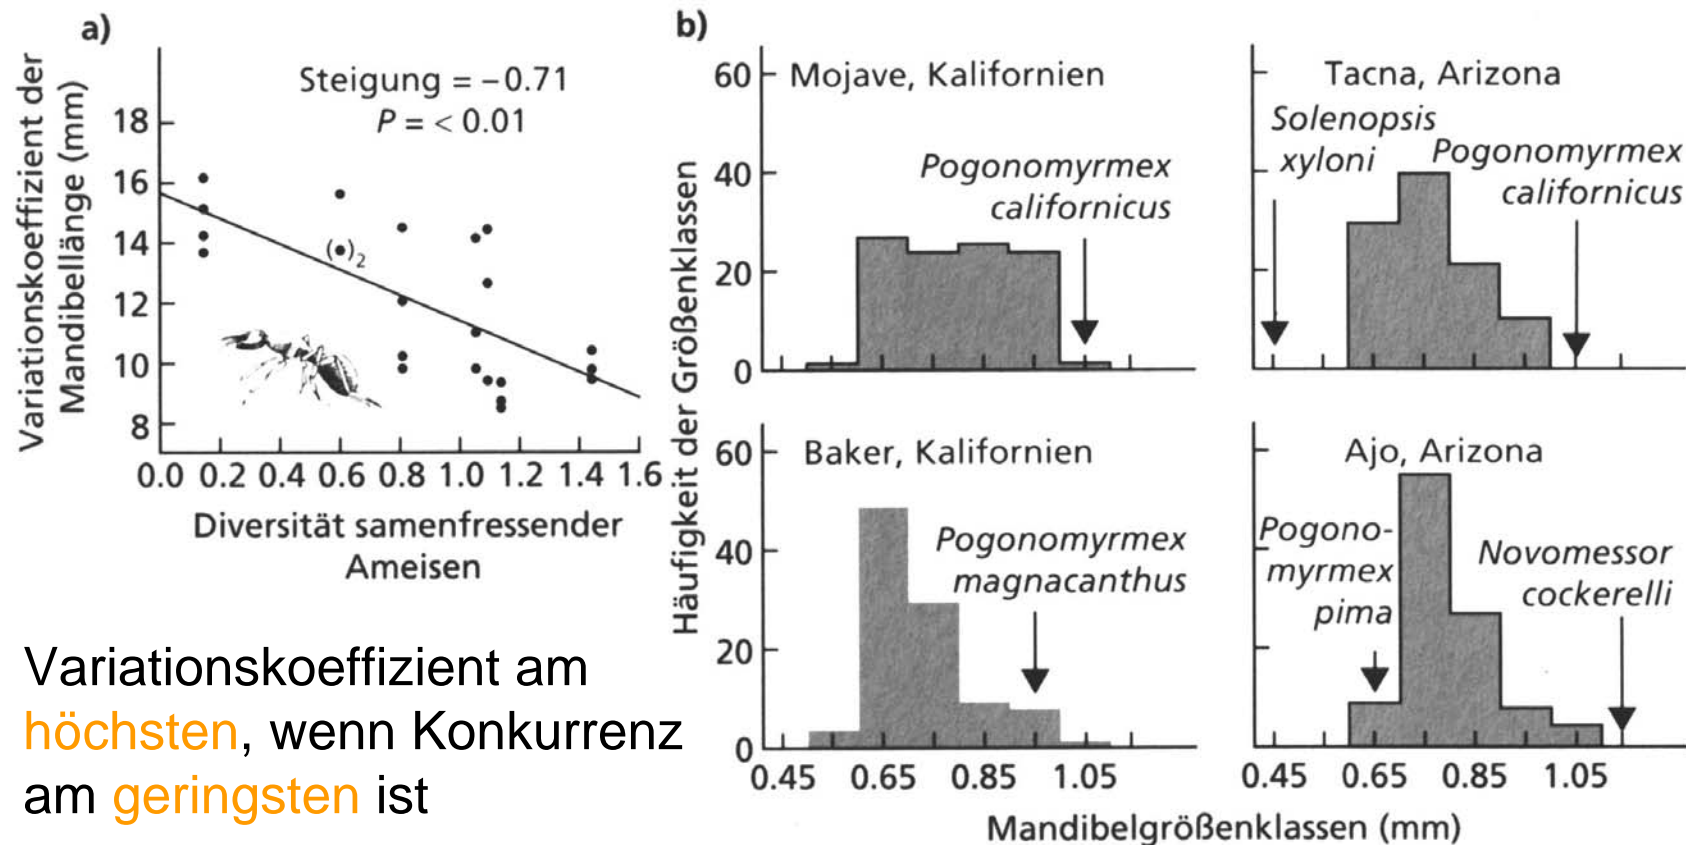 a)
Variationskoeffizient der
Mandibellänge (mm)
Steigung = −0.71
P = < 0.01
18
16
14
12
10
8
( )2
0.0 0.2 0.4 0.6 0.8 1.0 1.2 1.4 1.6
Diversität samenfressender
Ameisen
Variationskoeffizient am
höchsten, wenn Konkurrenz
am geringsten ist
b)
Häufigkeit der Größenklassen
60
40
20
0
Mojave, Kalifornien
Pogonomyrmex
californicus
Tacna, Arizona
Solenopsis
xyloni
Pogonomyrmex
californicus
60
40
20
0
Baker, Kalifornien
Pogonomyrmex
magnacanthus
0.45 0.65 0.85 1.05
Ajo, Arizona
Pogono-
myrmex
pima
Novomessor
cockerelli
0.45 0.65 0.85 1.05
Mandibelgrößenklassen (mm)